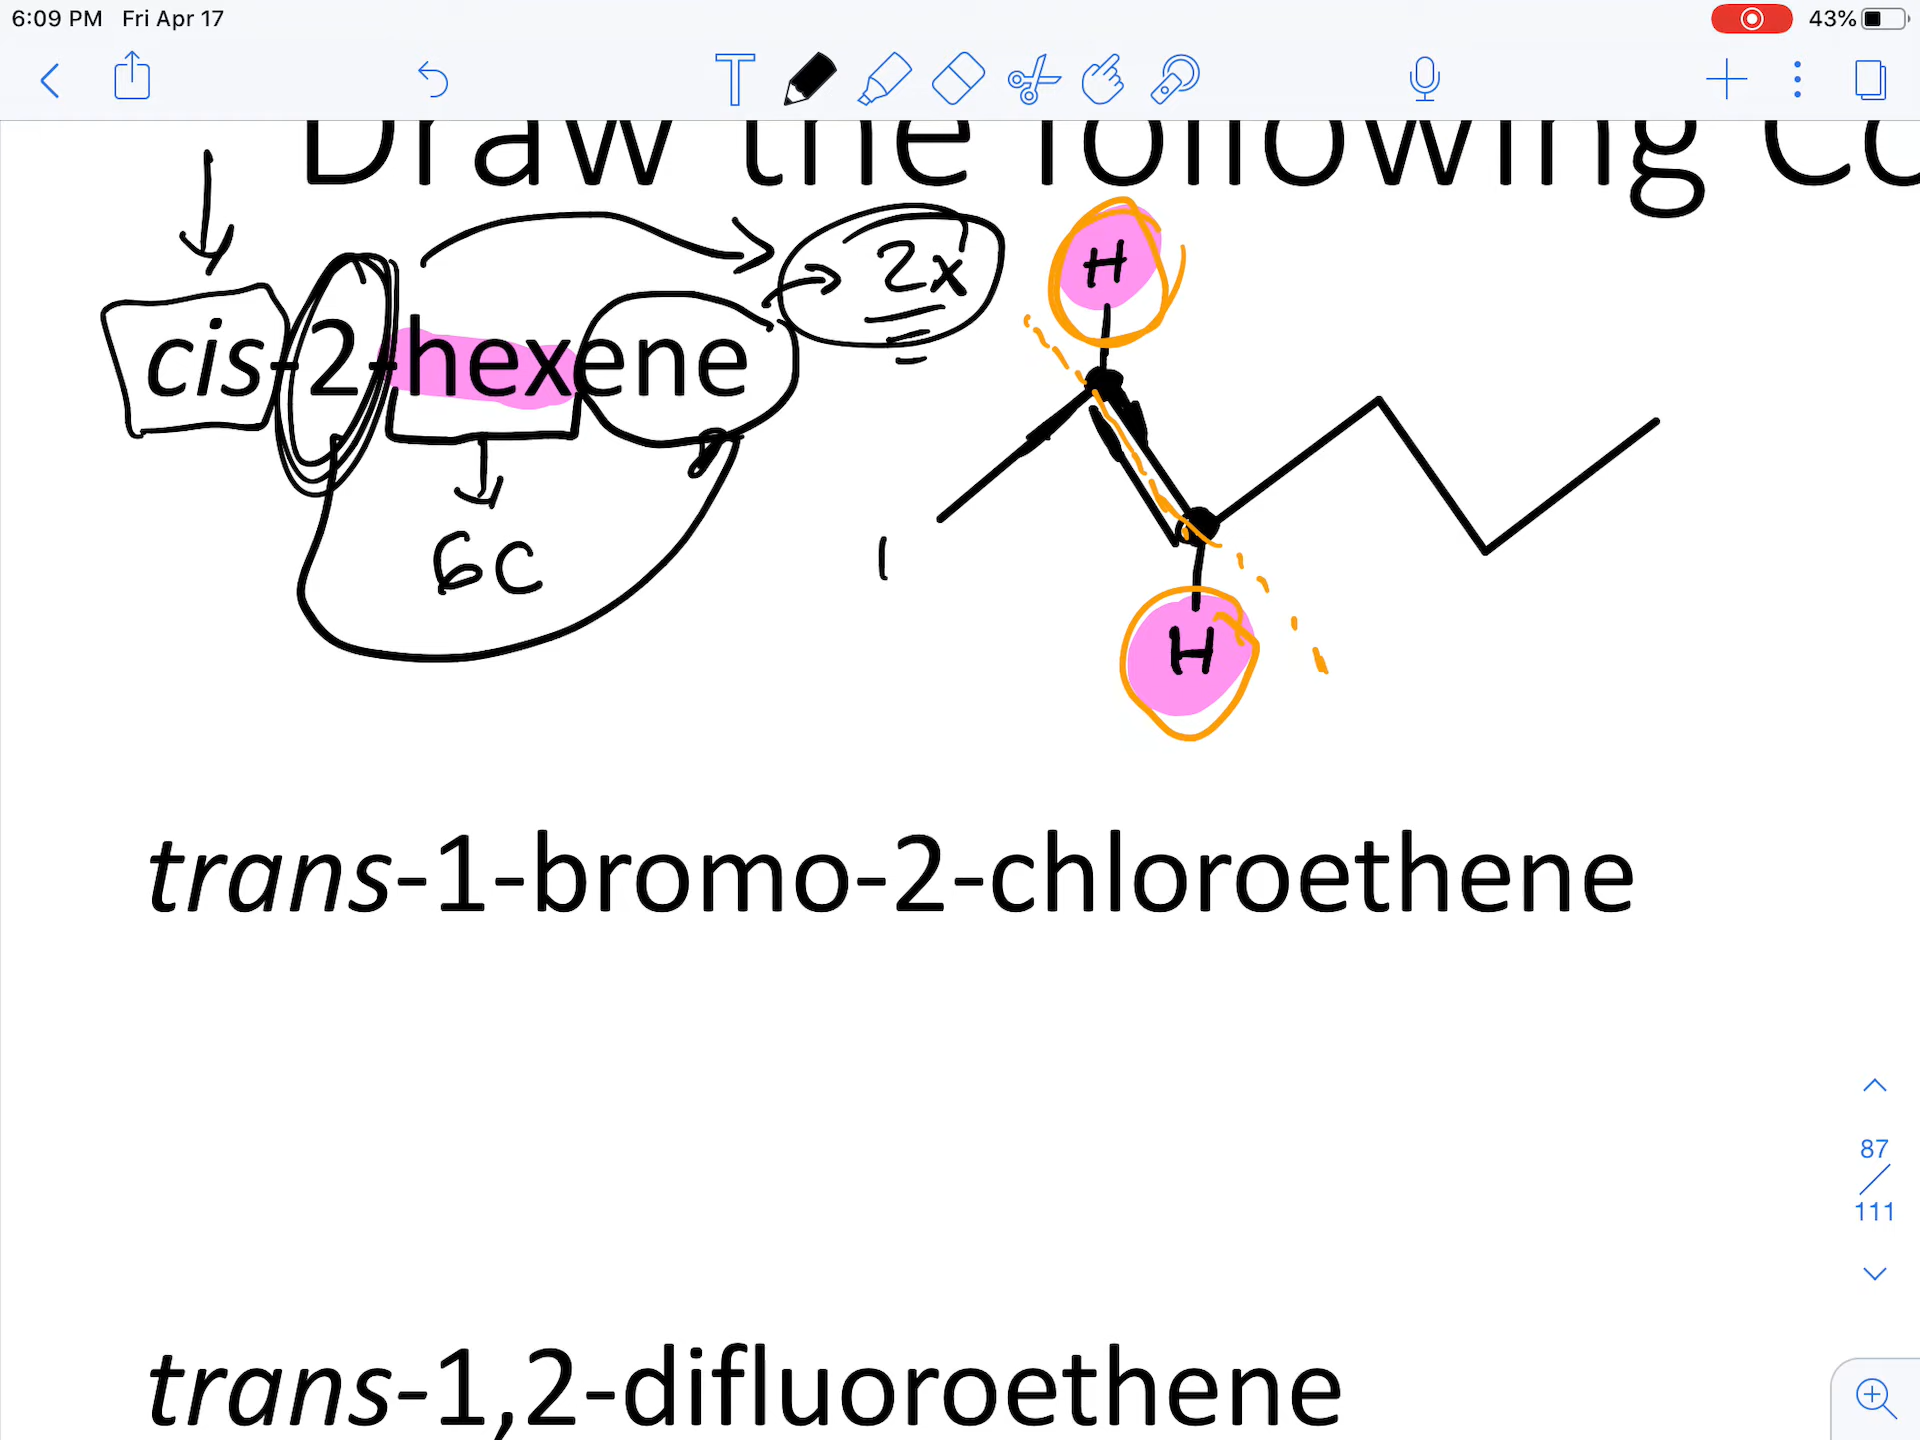 6:09 PM Fri Apr 17
43%
T
Draw the following Co
cis-2-hexene
2x
6C
H
H
1
trans-1-bromo-2-chloroethene
87
111
trans-1,2-difluoroethene